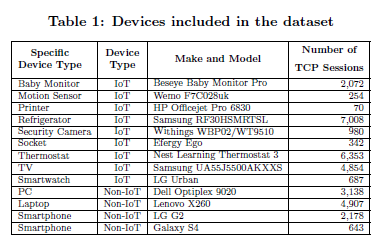 Table 1: Devices included in the dataset
Specific Device Type Device Type Make and Model Number of TCP Sessions
Baby Monitor IoT Beseye Baby Monitor Pro 2,072
Motion Sensor IoT Wemo F7C028uk 254
Printer IoT HP Officejet Pro 6830 70
Refrigerator IoT Samsung RF30HSMRTSL 7,008
Security Camera IoT Withings WBP02/WT9510 980
Socket IoT Efergy Ego 342
Thermostat IoT Nest Learning Thermostat 3 6,353
TV IoT Samsung UA55J5500AKXXS 4,854
Smartwatch IoT LG Urban 687
PC Non-IoT Dell Optiplex 9020 3,138
Laptop Non-IoT Lenovo X260 4,907
Smartphone Non-IoT LG G2 2,178
Smartphone Non-IoT Galaxy S4 643